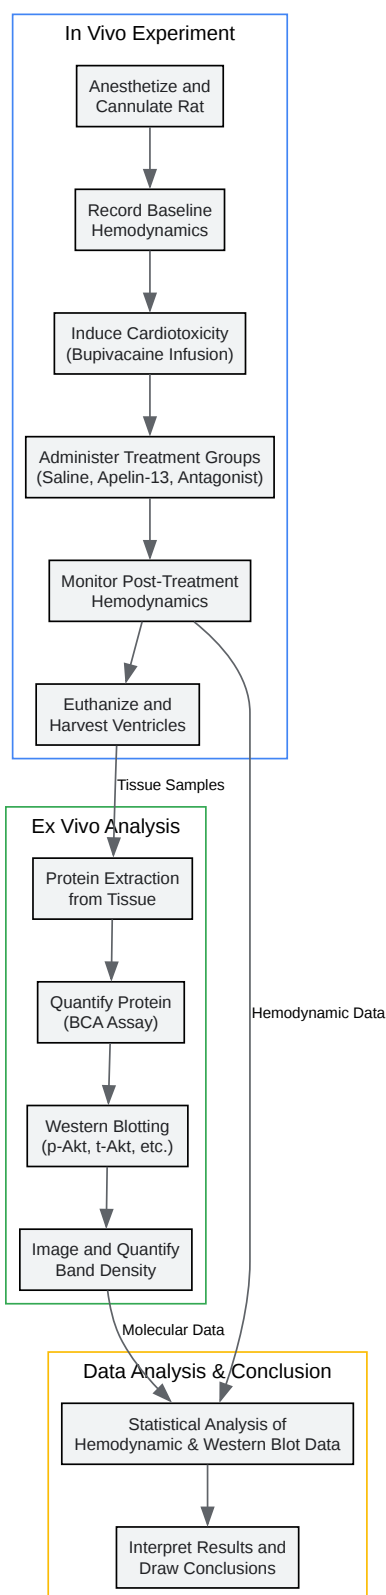 In Vivo Experiment
Anesthetize and
Cannulate Rat
Record Baseline
Hemodynamics
Induce Cardiotoxicity
(Bupivacaine Infusion)
Administer Treatment Groups
(Saline, Apelin-13, Antagonist)
Monitor Post-Treatment
Hemodynamics
Euthanize and
Harvest Ventricles
Tissue Samples
Ex Vivo Analysis
Protein Extraction
from Tissue
Quantify Protein
(BCA Assay)
Hemodynamic Data
Western Blotting
(p-Akt, t-Akt, etc.)
Image and Quantify
Band Density
Molecular Data
Data Analysis & Conclusion
Statistical Analysis of
Hemodynamic & Western Blot Data
Interpret Results and
Draw Conclusions